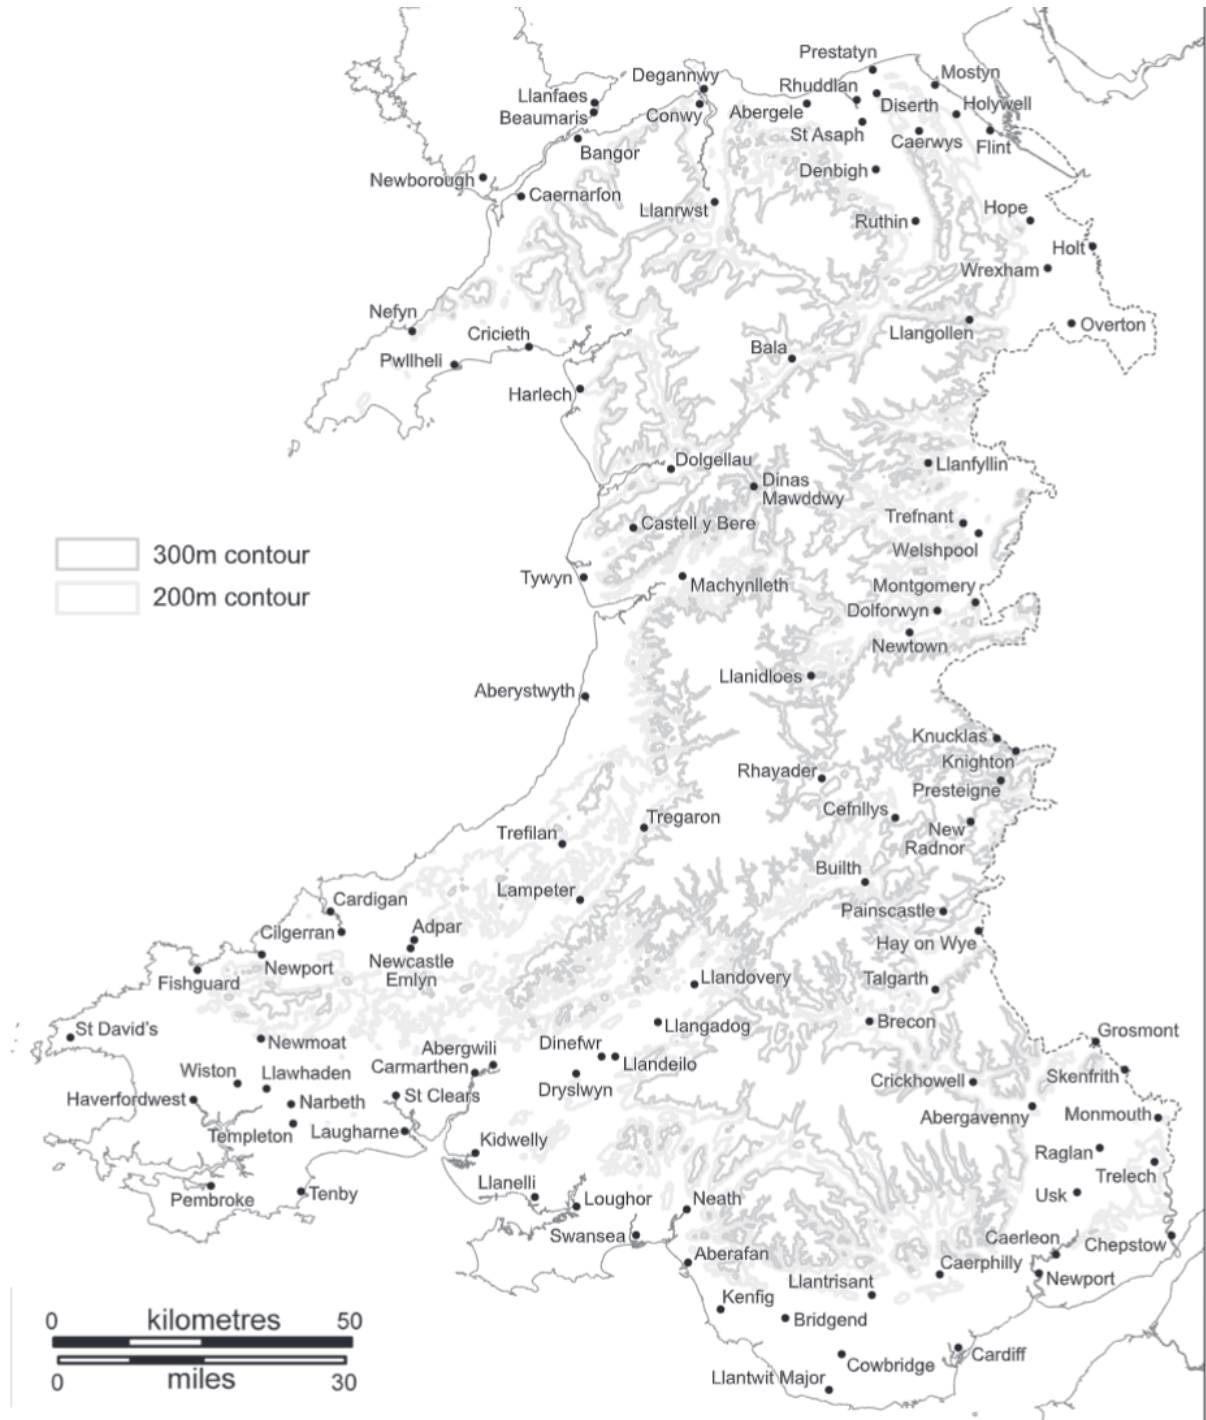 Prestatyn
Degannwy
Mostyn
Rhuddlan
Llanfaes
Diserth
Holywell
Beaumaris
Conwy
Abergele
St Asaph
Caerwys
Flint
Bangor
Denbigh
Newborough
Caernarfon
Llanrwst
Hope
Ruthin
Holt
Wrexham
Nefyn
Overton
Cricieth
Llangollen
Bala
Pwllheli
Harlech
Dolgellau
Llanfyllin
Dinas
Mawddwy
Trefnant
Castell y Bere
Welshpool
300m contour
Tywyn
Machynlleth
Montgomery
200m contour
Dolforwyn
Newtown
Llanidloes
Aberystwyth
Knucklas
Knighton
Rhayader
Presteigne
Cefnllys
Tregaron
New
Radnor
Trefilan
Builth
Lampeter
Cardigan
Painscastle
Adpar
Cilgerran
Hay on Wye
Newcastle
Emlyn
Newport
Fishguard
Llandovery
Talgarth
Brecon
Llangadog
St David's
Grosmont
Newmoat
Dinefwr
Abergwili
Llandeilo
Carmarthen
Wiston
Llawhaden
Skenfrith
Crickhowell
Dryslwyn
St Clears
Haverfordwest
Narbeth
Abergavenny
Monmouth
Templeton
Laugharne
Kidwelly
Raglan
Trelech
Llanelli
Pembroke
Tenby
Loughor
Neath
Usk
Swansea
Caerleon
Chepstow
Aberafan
Caerphilly
Llantrisant
Newport
Kenfig
Bridgend
0 kilometres 50
Cardiff
Cowbridge
Llantwit Major
0 miles 30